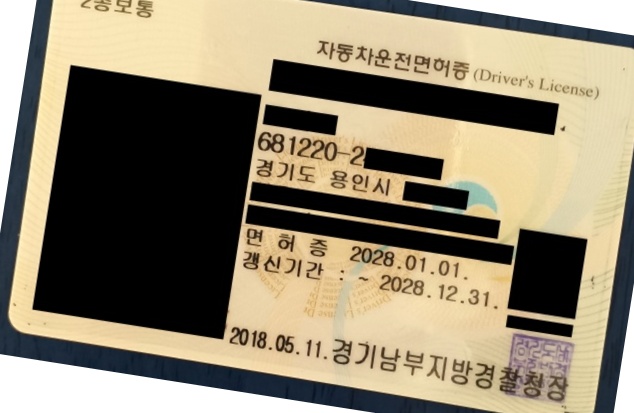 2종보통
자동차운전면허증 (Driver's License)
681220-2
경기도 용인시
면 허 증 2028.01.01.
갱신기간 : ~ 2028.12.31.
2018.05.11. 경기남부지방경찰청장